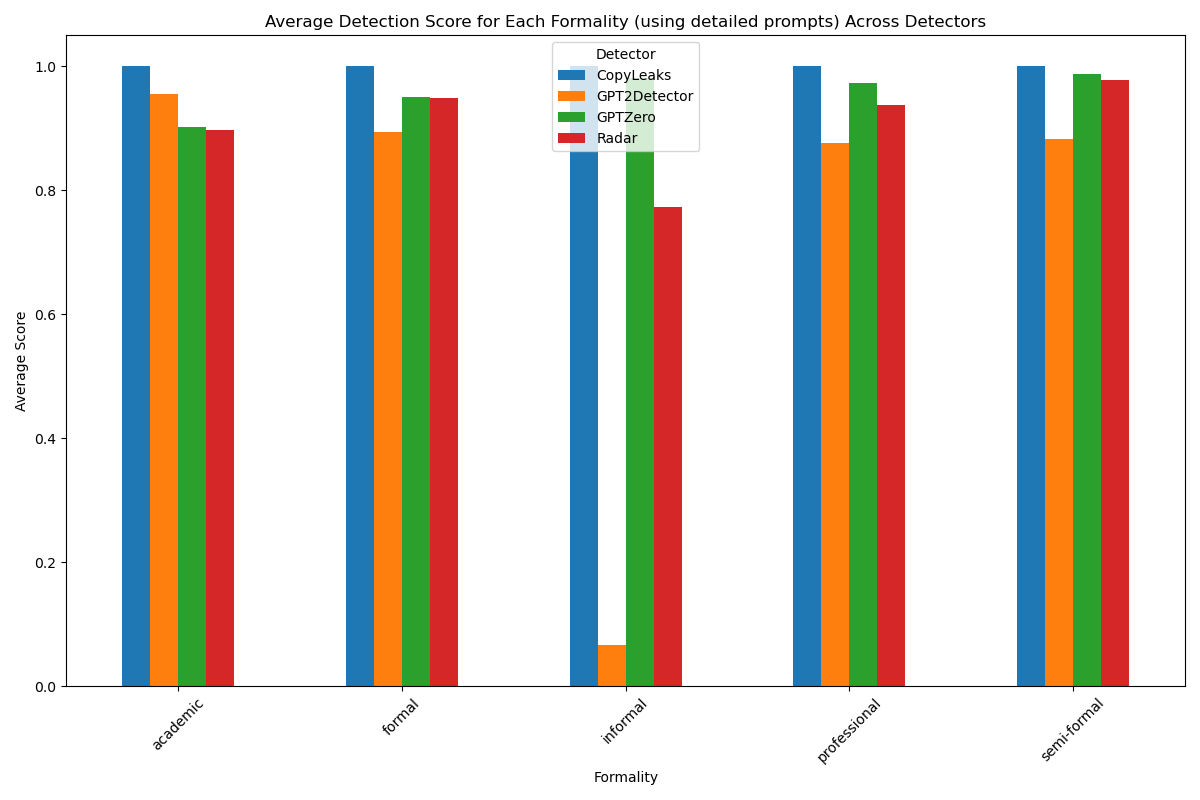 Average Detection Score for Each Formality (using detailed prompts) Across Detectors
Detector
CopyLeaks
GPT2Detector
GPTZero
Radar
Average Score
1.0
0.8
0.6
0.4
0.2
0.0
academic
formal
informal
professional
semi-formal
Formality